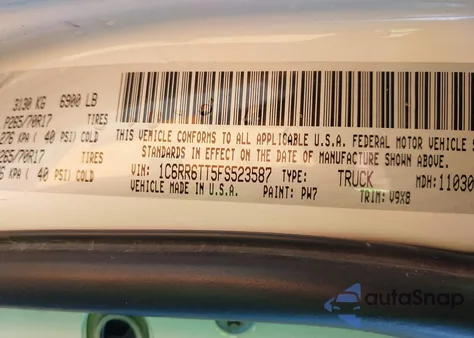 3130 KG 6900 LB
P265/70R17 TIRES
276 KPA ( 40 PSI) COLD
265/70R17 TIRES
6 KPA ( 40 PSI) COLD
THIS VEHICLE CONFORMS TO ALL APPLICABLE U.S.A. FEDERAL MOTOR VEHICLE S
STANDARDS IN EFFECT ON THE DATE OF MANUFACTURE SHOWN ABOVE.
VIN: 1C6RR6TT5FS523587 TYPE: TRUCK MDH: 11030
VEHICLE MADE IN U.S.A. PAINT: PW7 TRIM: V9X8
autoSnap